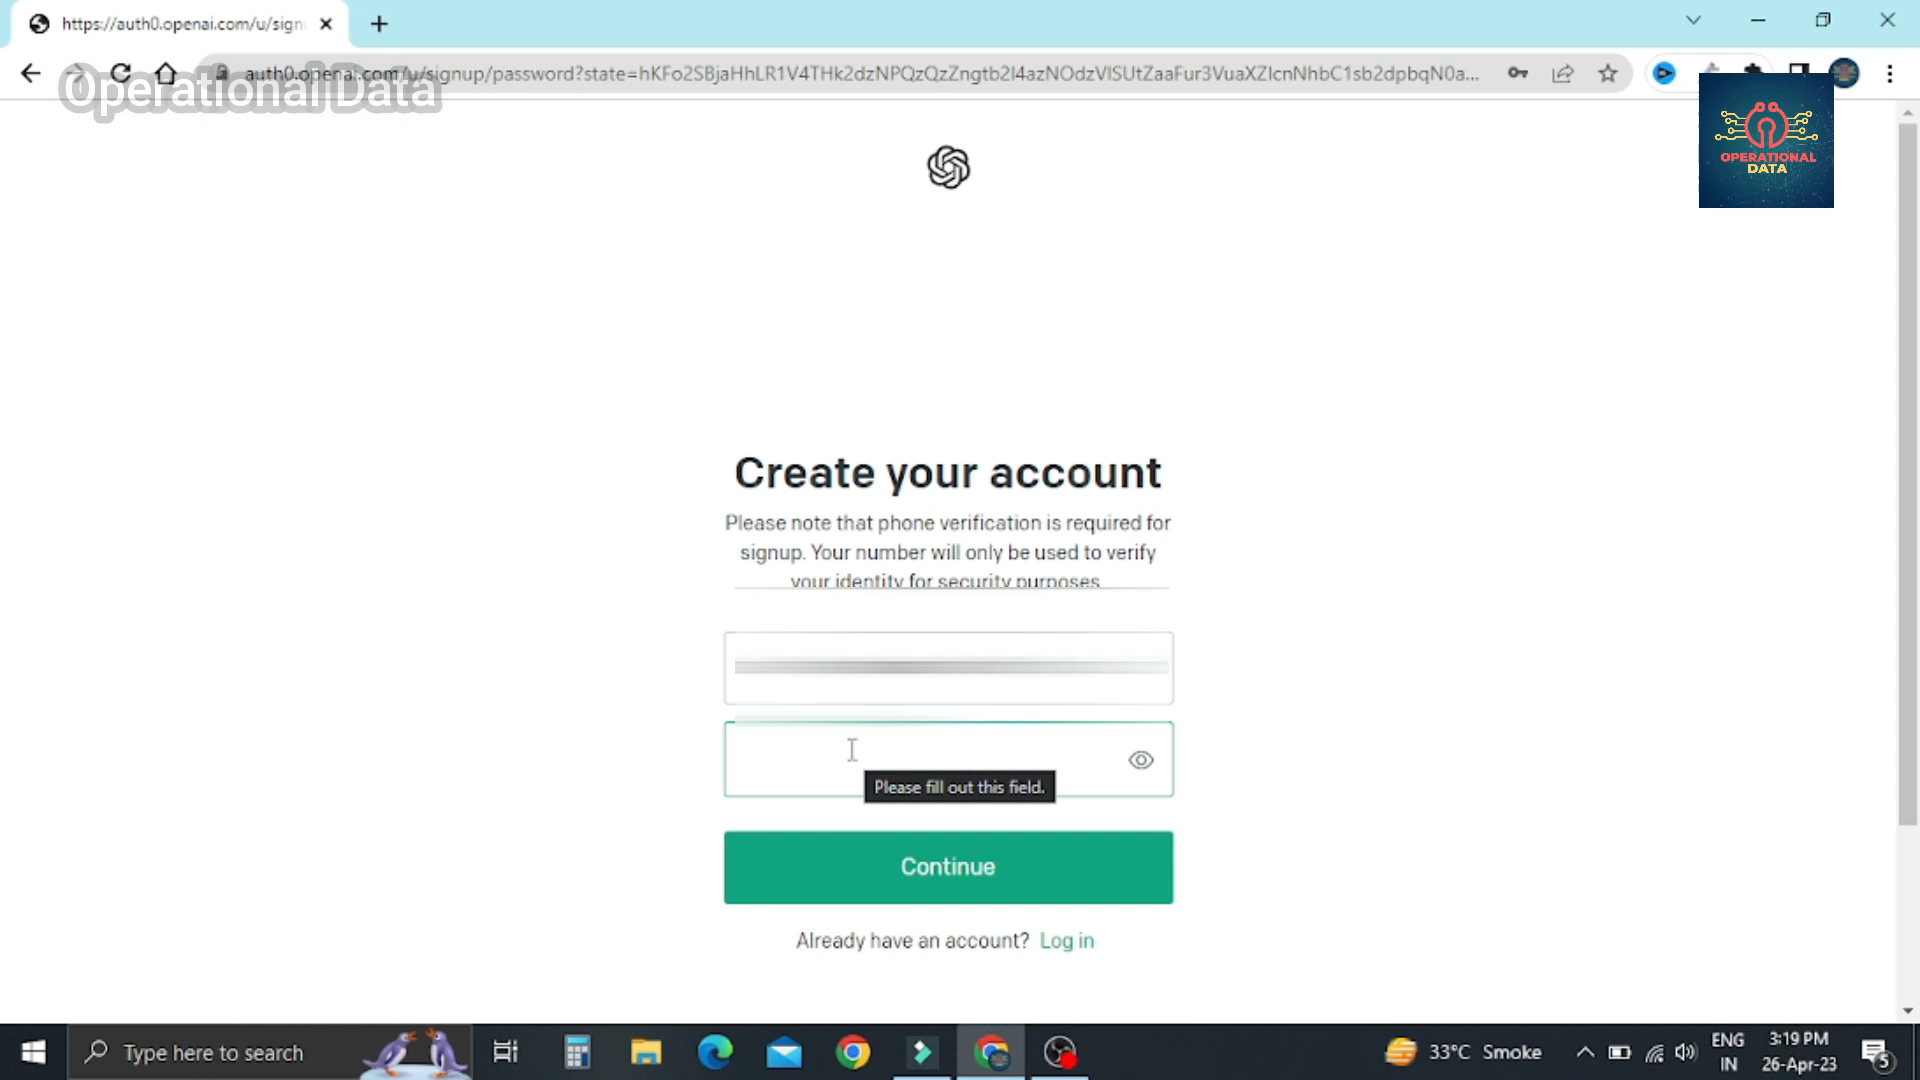 https://auth0.openai.com/u/sign
auth0.openai.com/u/signup/password?state=hKFo2SBjaHhLR1V4THk2dzNPQzQzZngtb2l4azNOdzVlSUtZaaFur3VuaXZlcnNhbC1sb2dpbqN0a...
Operational Data
OPERATIONAL
DATA
Create your account
Please note that phone verification is required for
signup. Your number will only be used to verify
your identity for security purposes
Please fill out this field.
Continue
Already have an account? Log in
Type here to search
33°C Smoke
ENG
IN
3:19 PM
26-Apr-23
5